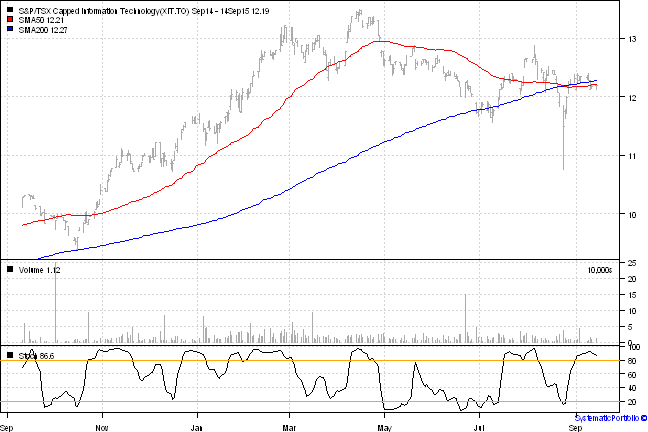 S&P/TSX Capped Information Technology(XIT.TO) Sep14 - 14Sep15 12.19
SMA50 12.21
SMA200 12.27
13
12
11
10
Volume 1.12
10,000s
25
20
15
10
5
0
Stoch 86.6
100
80
60
40
20
Sep
Nov
Jan
Mar
May
Jul
Sep
SystematicPortfolio ©